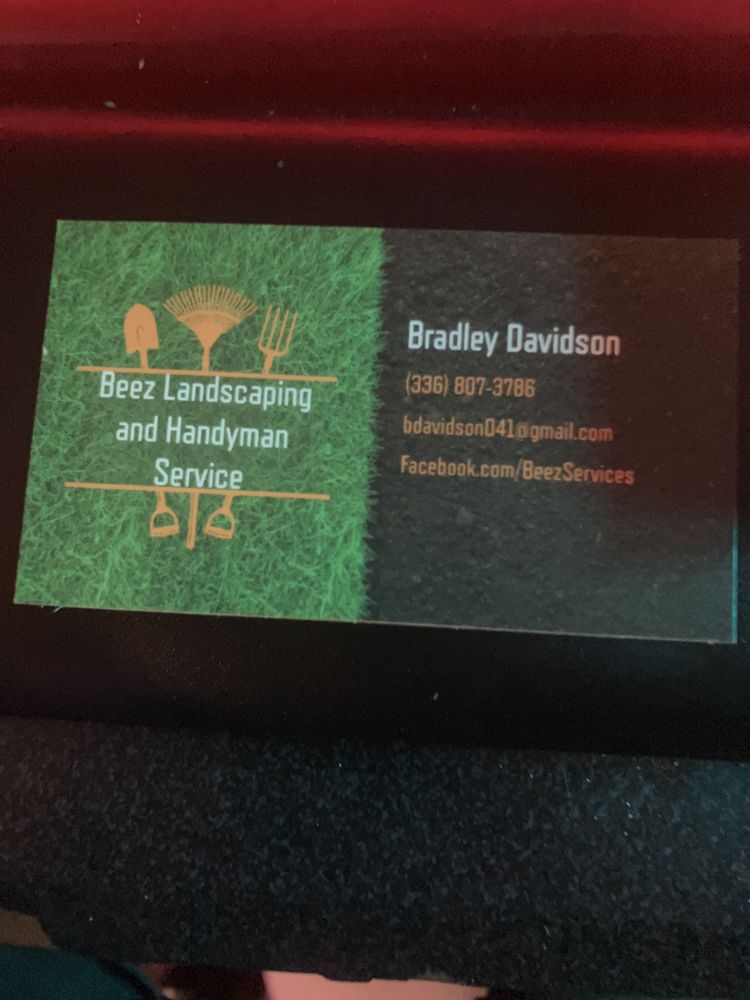 Beez Landscaping
and Handyman
Service
Bradley Davidson
(336) 807-3786
bdavidson041@gmail.com
Facebook.com/BeezServices